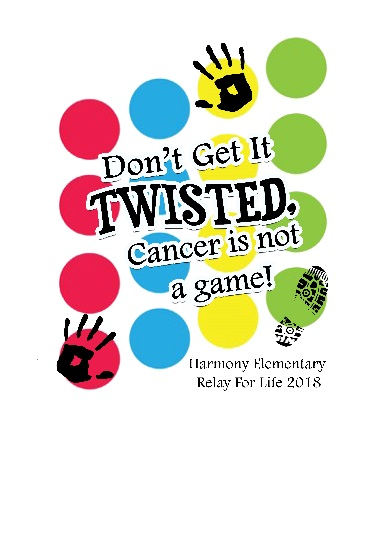 Don't Get It
TWISTED,
Cancer is not
a game!
Harmony Elementary
Relay For Life 2018